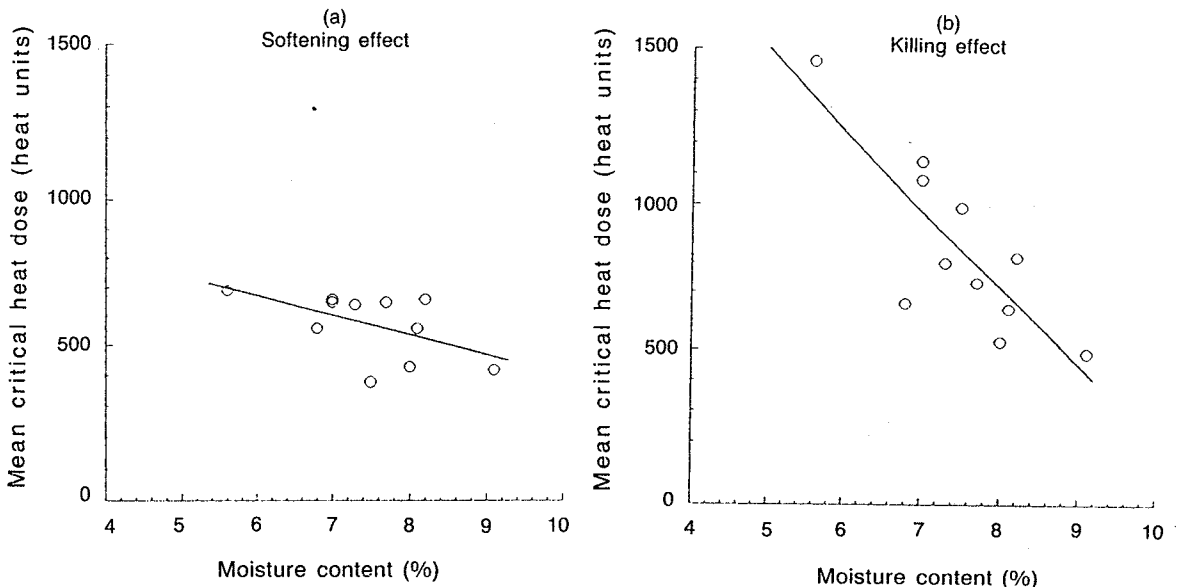 (a)
Softening effect
Mean critical heat dose (heat units)
1500
1000
500
0
4 5 6 7 8 9 10
Moisture content (%)
(b)
Killing effect
Mean critical heat dose (heat units)
1500
1000
500
0
4 5 6 7 8 9 10
Moisture content (%)